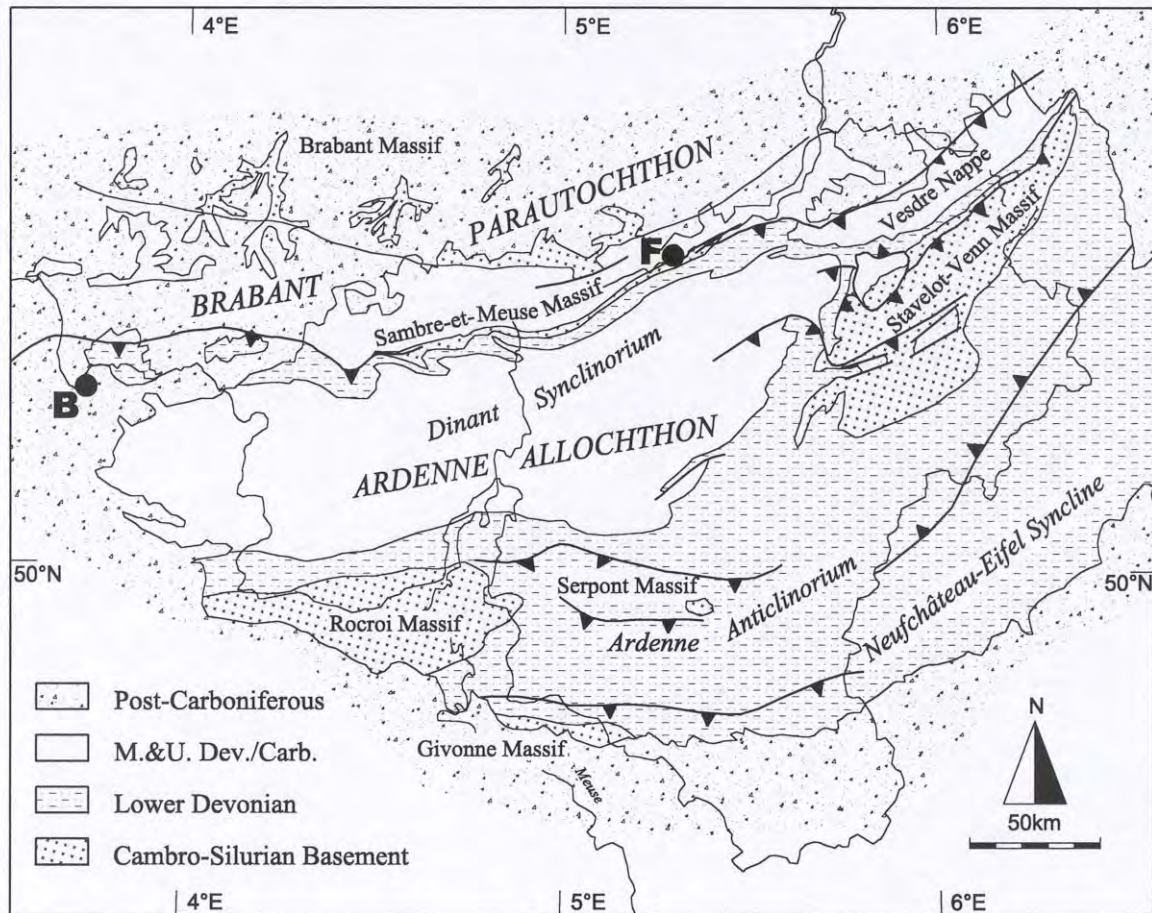 4°E
5°E
6°E
Brabant Massif
PARAUTOCHTHON
BRABANT
Vesdre Nappe
Stavelot-Venn Massif
F
Sambre-et-Meuse Massif
B
Dinant
Synclinorium
ARDENNE
ALLOCHTHON
50°N
50°N
Serpont Massif
Rocroi Massif
Ardenne
Anticlinorium
Neufchâteau-Eifel Syncline
Givonne Massif
Meuse
Post-Carboniferous
M.&U. Dev./Carb.
Lower Devonian
Cambro-Silurian Basement
N
50km
4°E
5°E
6°E